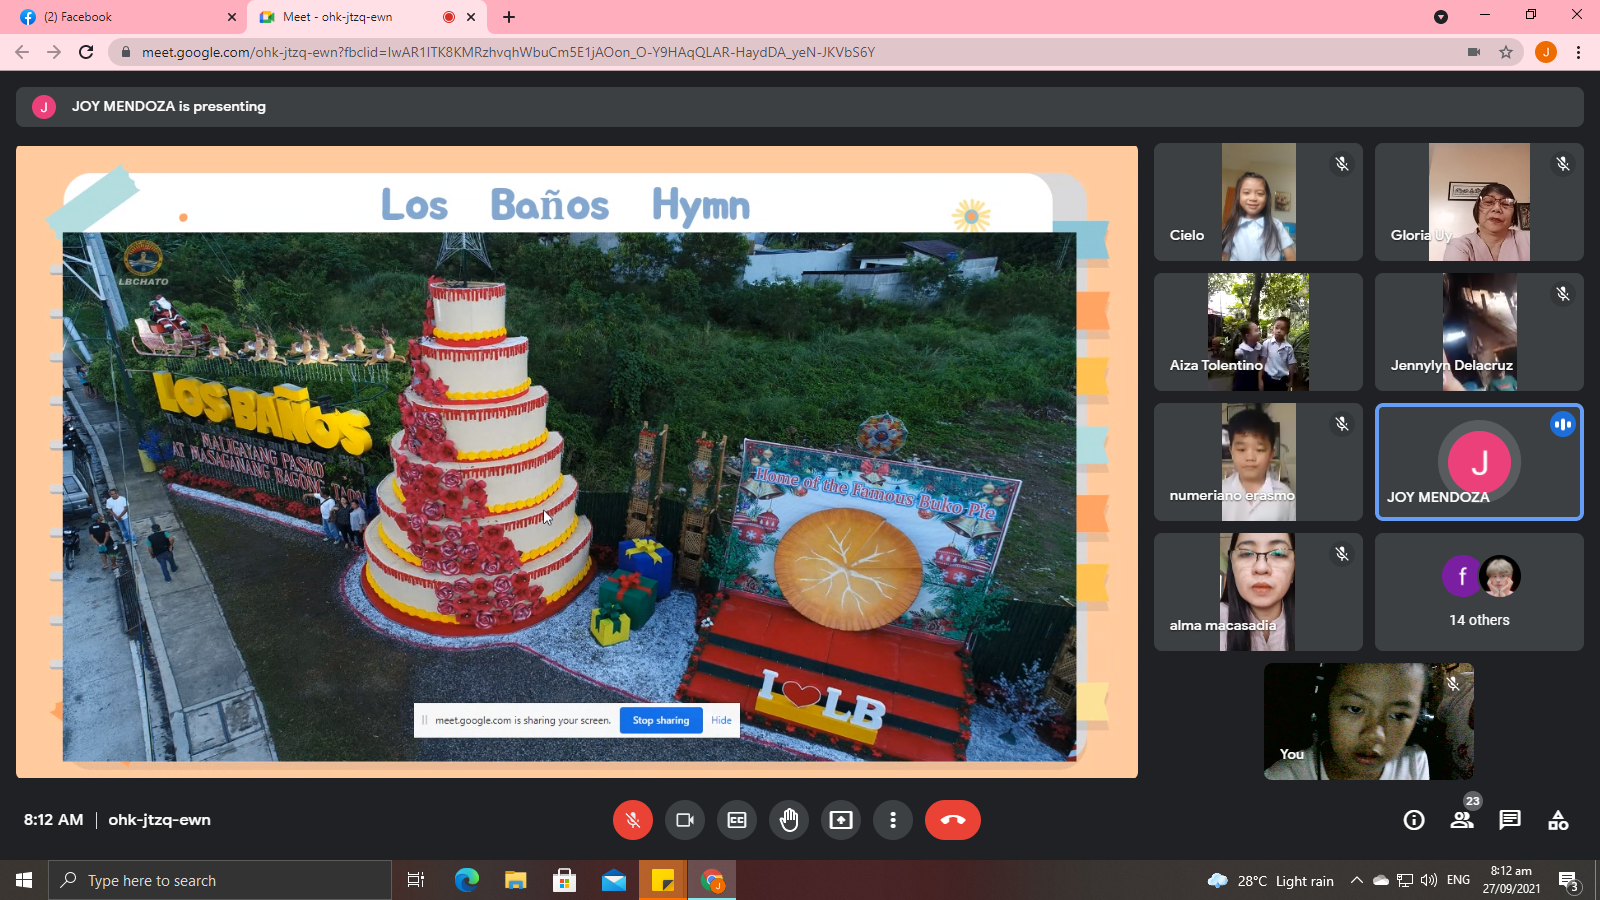 (2) Facebook
Meet - ohk-jtzq-ewn
meet.google.com/ohk-jtzq-ewn?fbclid=IwAR1ITK8KMRzhvqhWbuCm5E1jAOon_O-Y9HAqQLAR-HaydDA_yeN-JKVbS6Y
J
J
JOY MENDOZA is presenting
Los Baños Hymn
LBCHATO
LOS BAÑOS
MALIGAYANG PASKO
AT MASAGANANG BAGONG TAON
Home of the Famous Buko Pie
I LB
meet.google.com is sharing your screen.
Stop sharing
Hide
Cielo
Gloria Uy
Aiza Tolentino
Jennylyn Delacruz
numeriano erasmo
J
JOY MENDOZA
alma macasadia
f
14 others
You
8:12 AM | ohk-jtzq-ewn
CC
23
Type here to search
J
28°C Light rain
ENG
8:12 am
27/09/2021
3